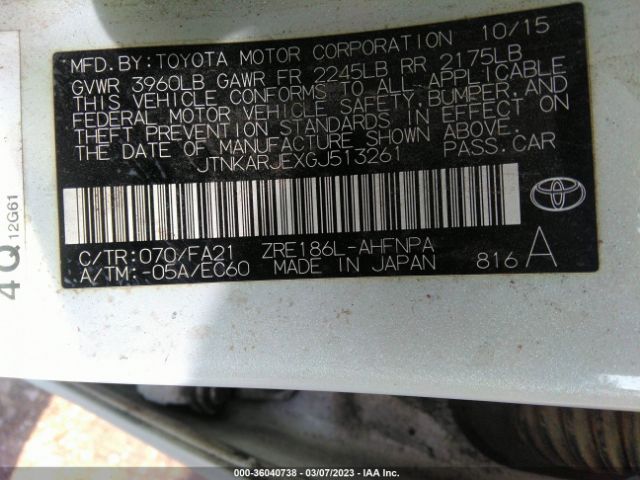 MFD. BY: TOYOTA MOTOR CORPORATION 10/15
GVWR 3960LB GAWR FR 2245LB RR 2175LB
THIS VEHICLE CONFORMS TO ALL APPLICABLE
FEDERAL MOTOR VEHICLE SAFETY, BUMPER, AND
THEFT PREVENTION STANDARDS IN EFFECT ON
THE DATE OF MANUFACTURE SHOWN ABOVE.
JTNKARJEXGJ513261 PASS. CAR
C/TR: 070/FA21 ZRE186L-AHFNPA
A/TM: -05A/EC60 MADE IN JAPAN 816 A
4 Q 12G61
000-36040738 — 03/07/2023 — IAA Inc.